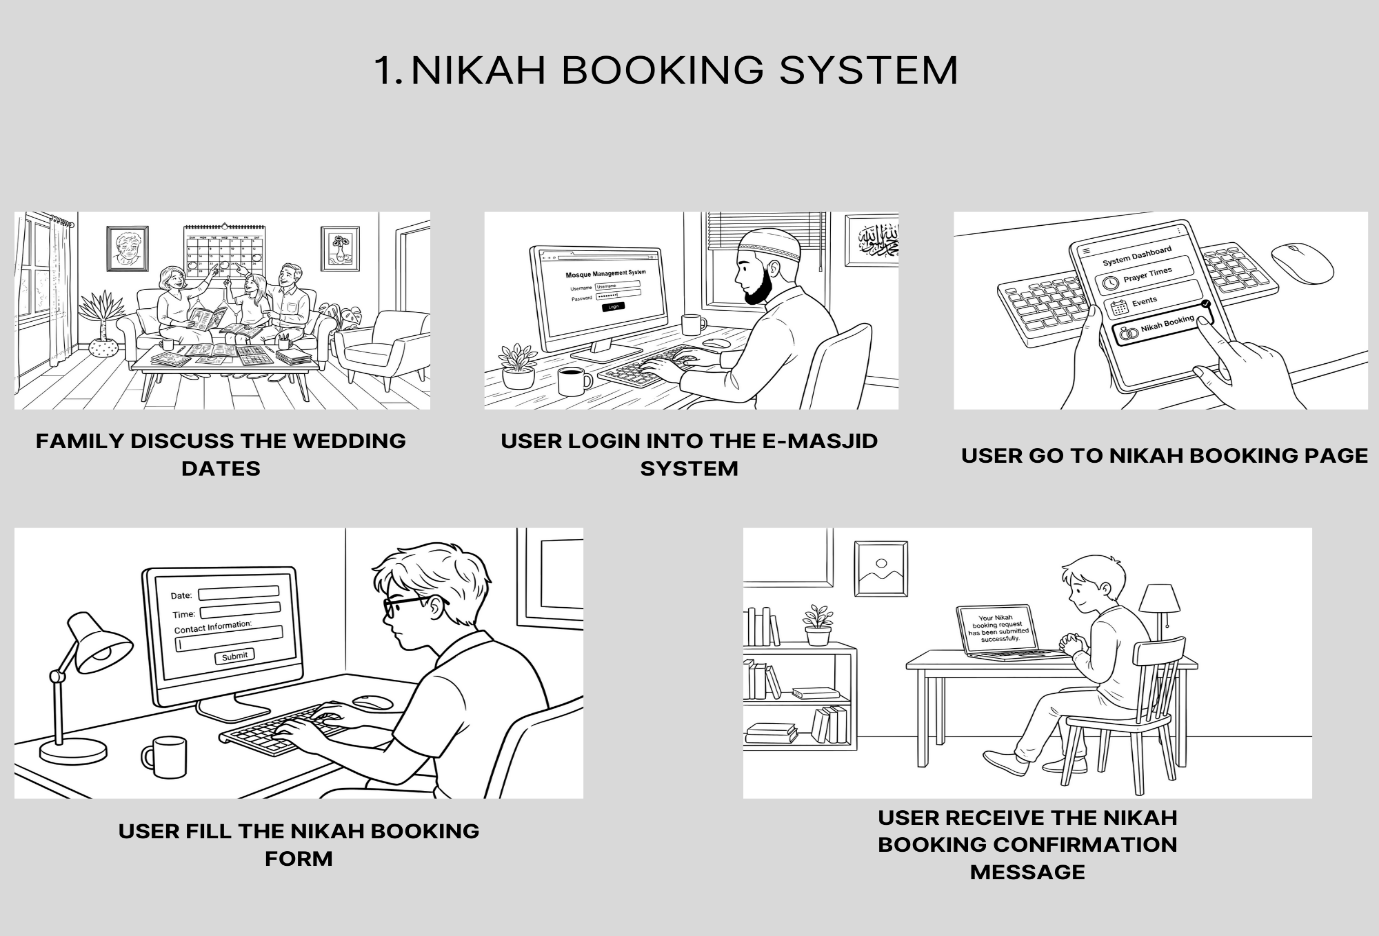 1. NIKAH BOOKING SYSTEM
FAMILY DISCUSS THE WEDDING
DATES
Mosque Management System
Username
Username
Password
Login
USER LOGIN INTO THE E-MASJID
SYSTEM
System Dashboard
Prayer Times
Events
Nikah Booking
USER GO TO NIKAH BOOKING PAGE
Date:
Time:
Contact Information:
Submit
USER FILL THE NIKAH BOOKING
FORM
Your Nikah
booking request
has been submitted
successfully.
USER RECEIVE THE NIKAH
BOOKING CONFIRMATION
MESSAGE